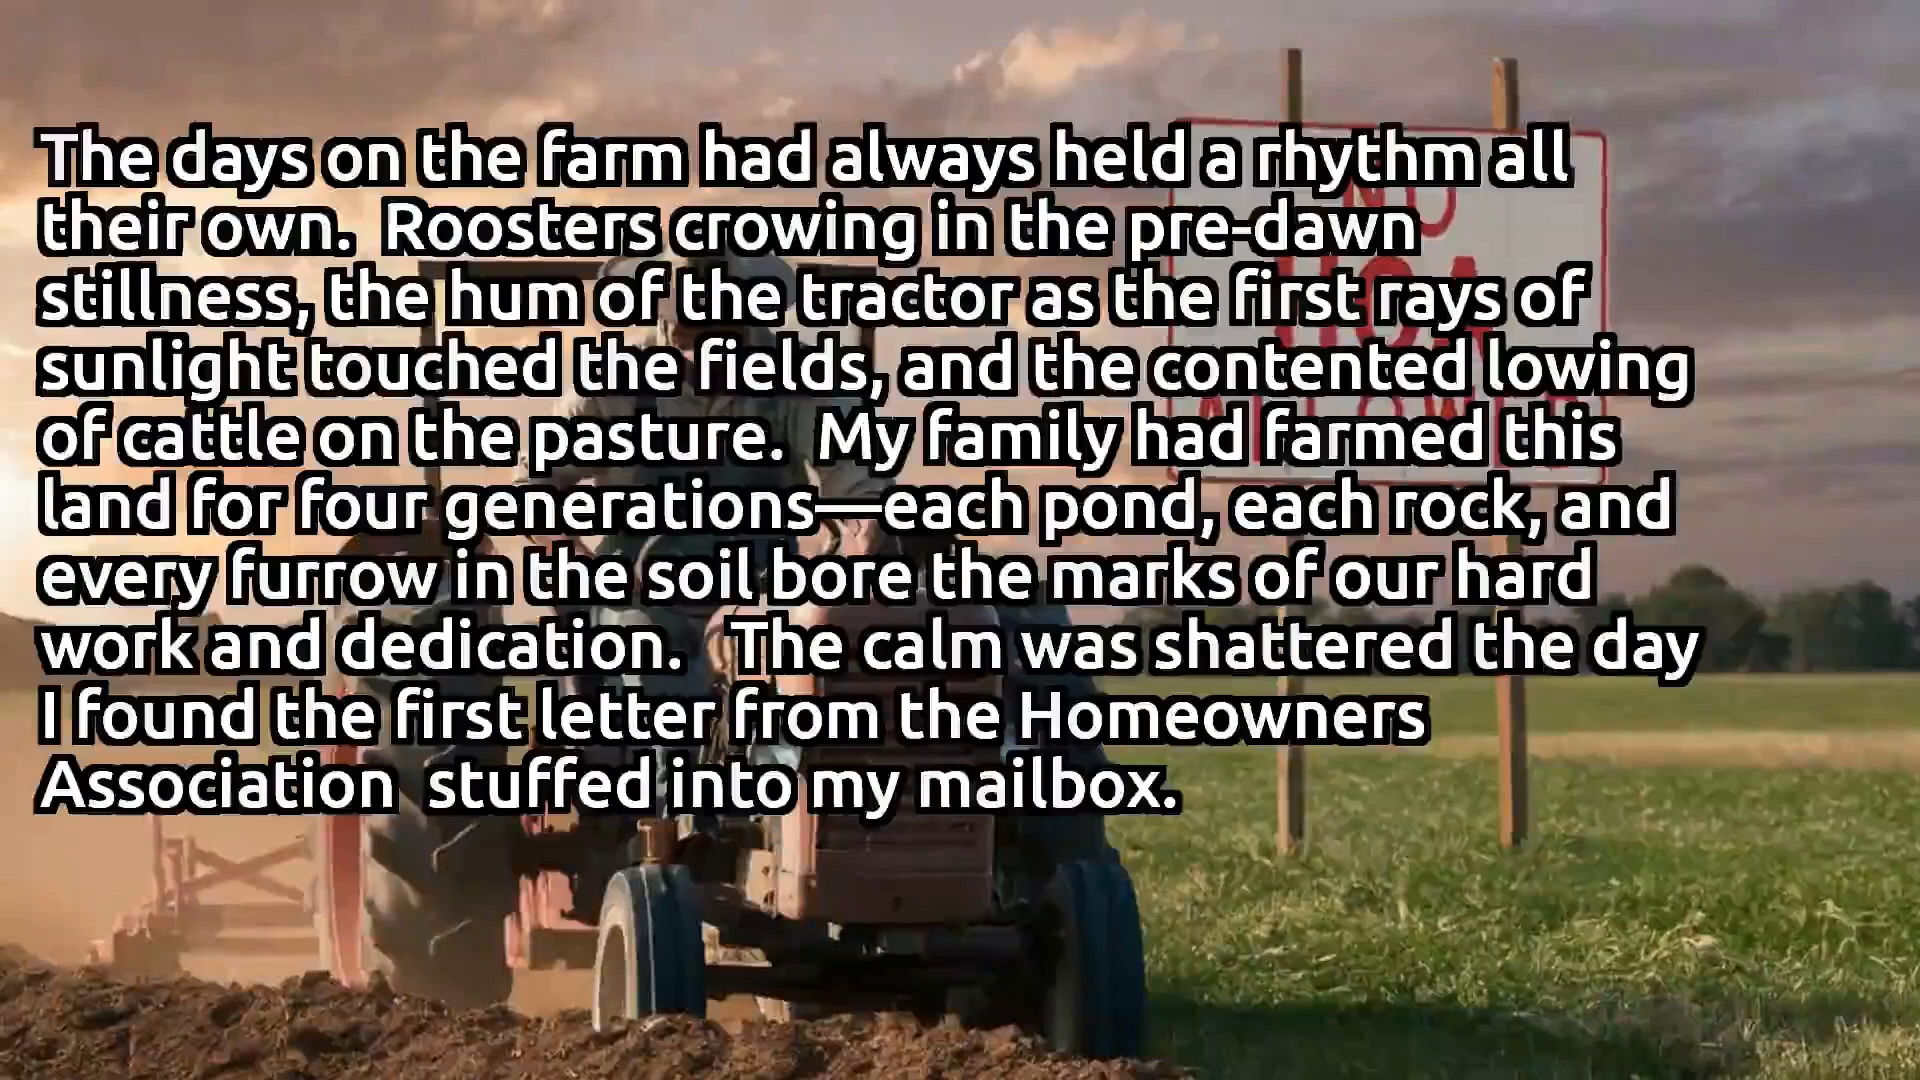 The days on the farm had always held a rhythm all
their own.  Roosters crowing in the pre-dawn
stillness, the hum of the tractor as the first rays of
sunlight touched the fields, and the contented lowing
of cattle on the pasture.  My family had farmed this
land for four generations—each pond, each rock, and
every furrow in the soil bore the marks of our hard
work and dedication.   The calm was shattered the day
I found the first letter from the Homeowners
Association  stuffed into my mailbox.
NO
HOA